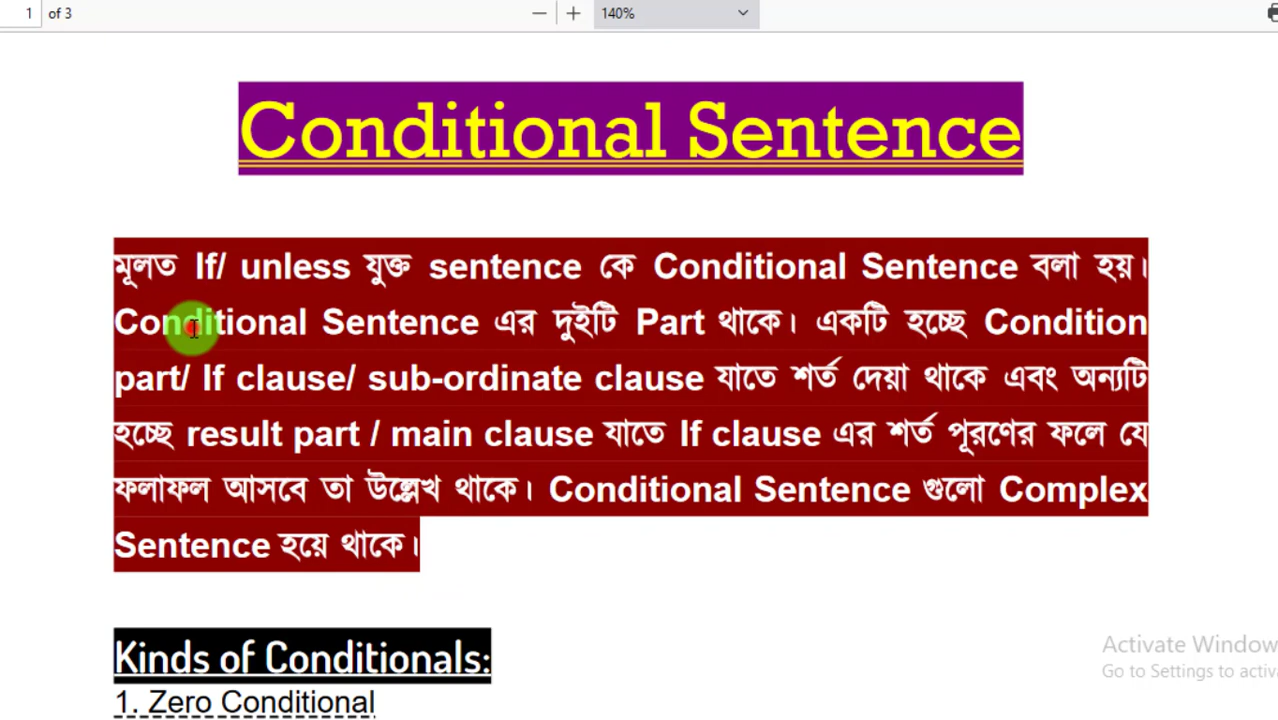 1 of 3
140%
Conditional Sentence
মূলত If/ unless যুক্ত sentence কে Conditional Sentence বলা হয়।
Conditional Sentence এর দুইটি Part থাকে। একটি হচ্ছে Condition
part/ If clause/ sub-ordinate clause যাতে শর্ত দেয়া থাকে এবং অন্যটি
হচ্ছে result part / main clause যাতে If clause এর শর্ত পূরণের ফলে যে
ফলাফল আসবে তা উল্লেখ থাকে। Conditional Sentence গুলো Complex
Sentence হয়ে থাকে।
Kinds of Conditionals:
Activate Window
Go to Settings to activa
1. Zero Conditional